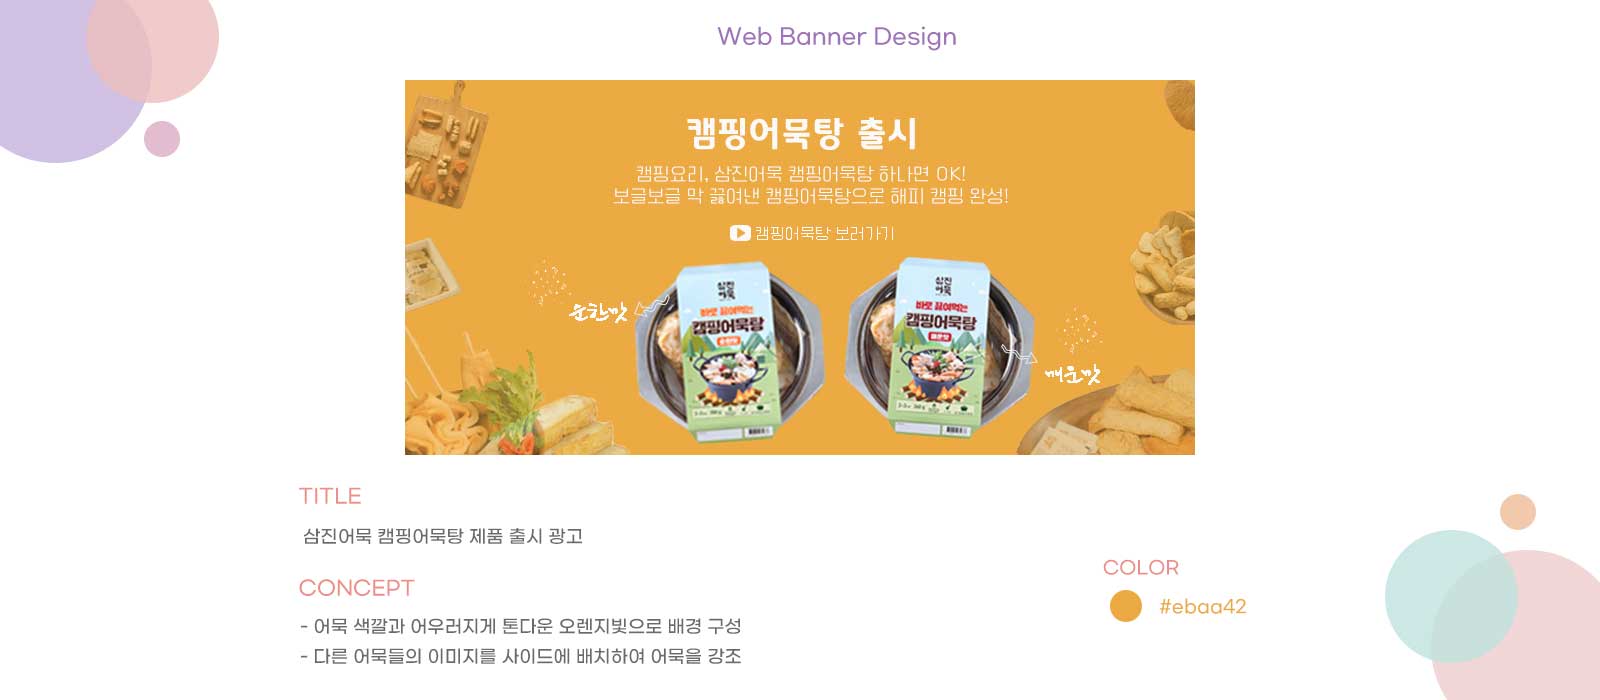 Web Banner Design
캠핑어묵탕 출시
캠핑요리, 삼진어묵 캠핑어묵탕 하나면 OK!
보글보글 막 끓여낸 캠핑어묵탕으로 해피 캠핑 완성!
캠핑어묵탕 보러가기
순한맛
삼진
어묵
바로 끓여먹는
캠핑어묵탕
순한맛
삼진
어묵
바로 끓여먹는
캠핑어묵탕
매운맛
매운맛
TITLE
삼진어묵 캠핑어묵탕 제품 출시 광고
CONCEPT
- 어묵 색깔과 어우러지게 톤다운 오렌지빛으로 배경 구성
- 다른 어묵들의 이미지를 사이드에 배치하여 어묵을 강조
COLOR
#ebaa42